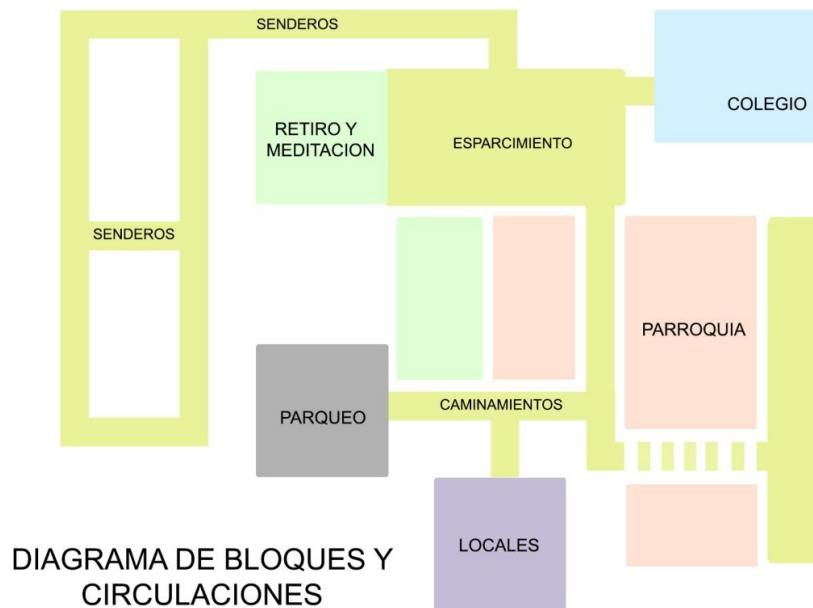 SENDEROS
COLEGIO
RETIRO Y
MEDITACION
ESPARCIMIENTO
SENDEROS
PARROQUIA
CAMINAMIENTOS
PARQUEO
LOCALES
DIAGRAMA DE BLOQUES Y
CIRCULACIONES